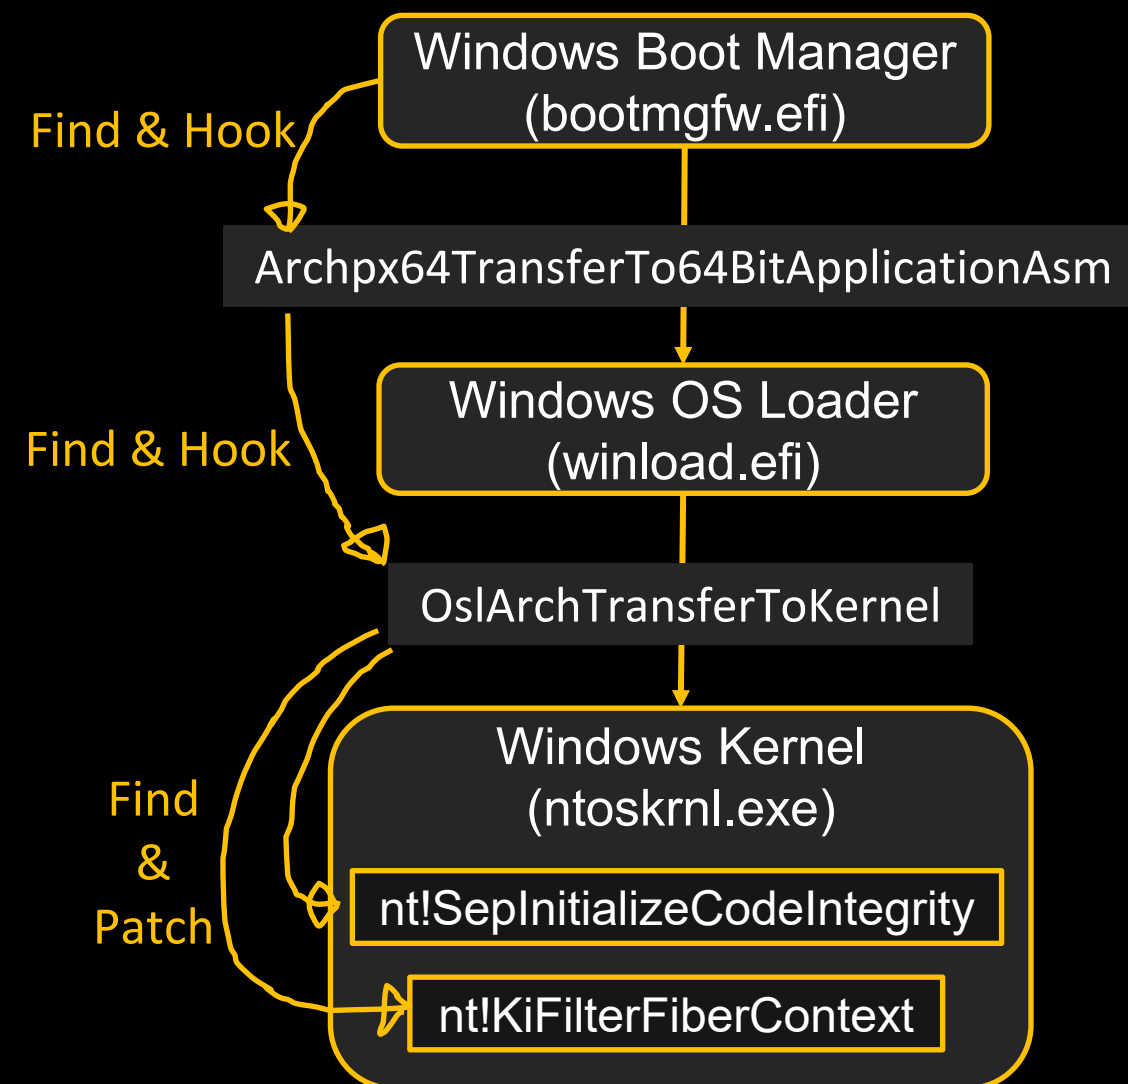 Windows Boot Manager
(bootmgfw.efi)
Find & Hook
Archpx64TransferTo64BitApplicationAsm
Windows OS Loader
(winload.efi)
Find & Hook
OslArchTransferToKernel
Windows Kernel
(ntoskrnl.exe)
Find
&
Patch
nt!SepInitializeCodeIntegrity
nt!KiFilterFiberContext